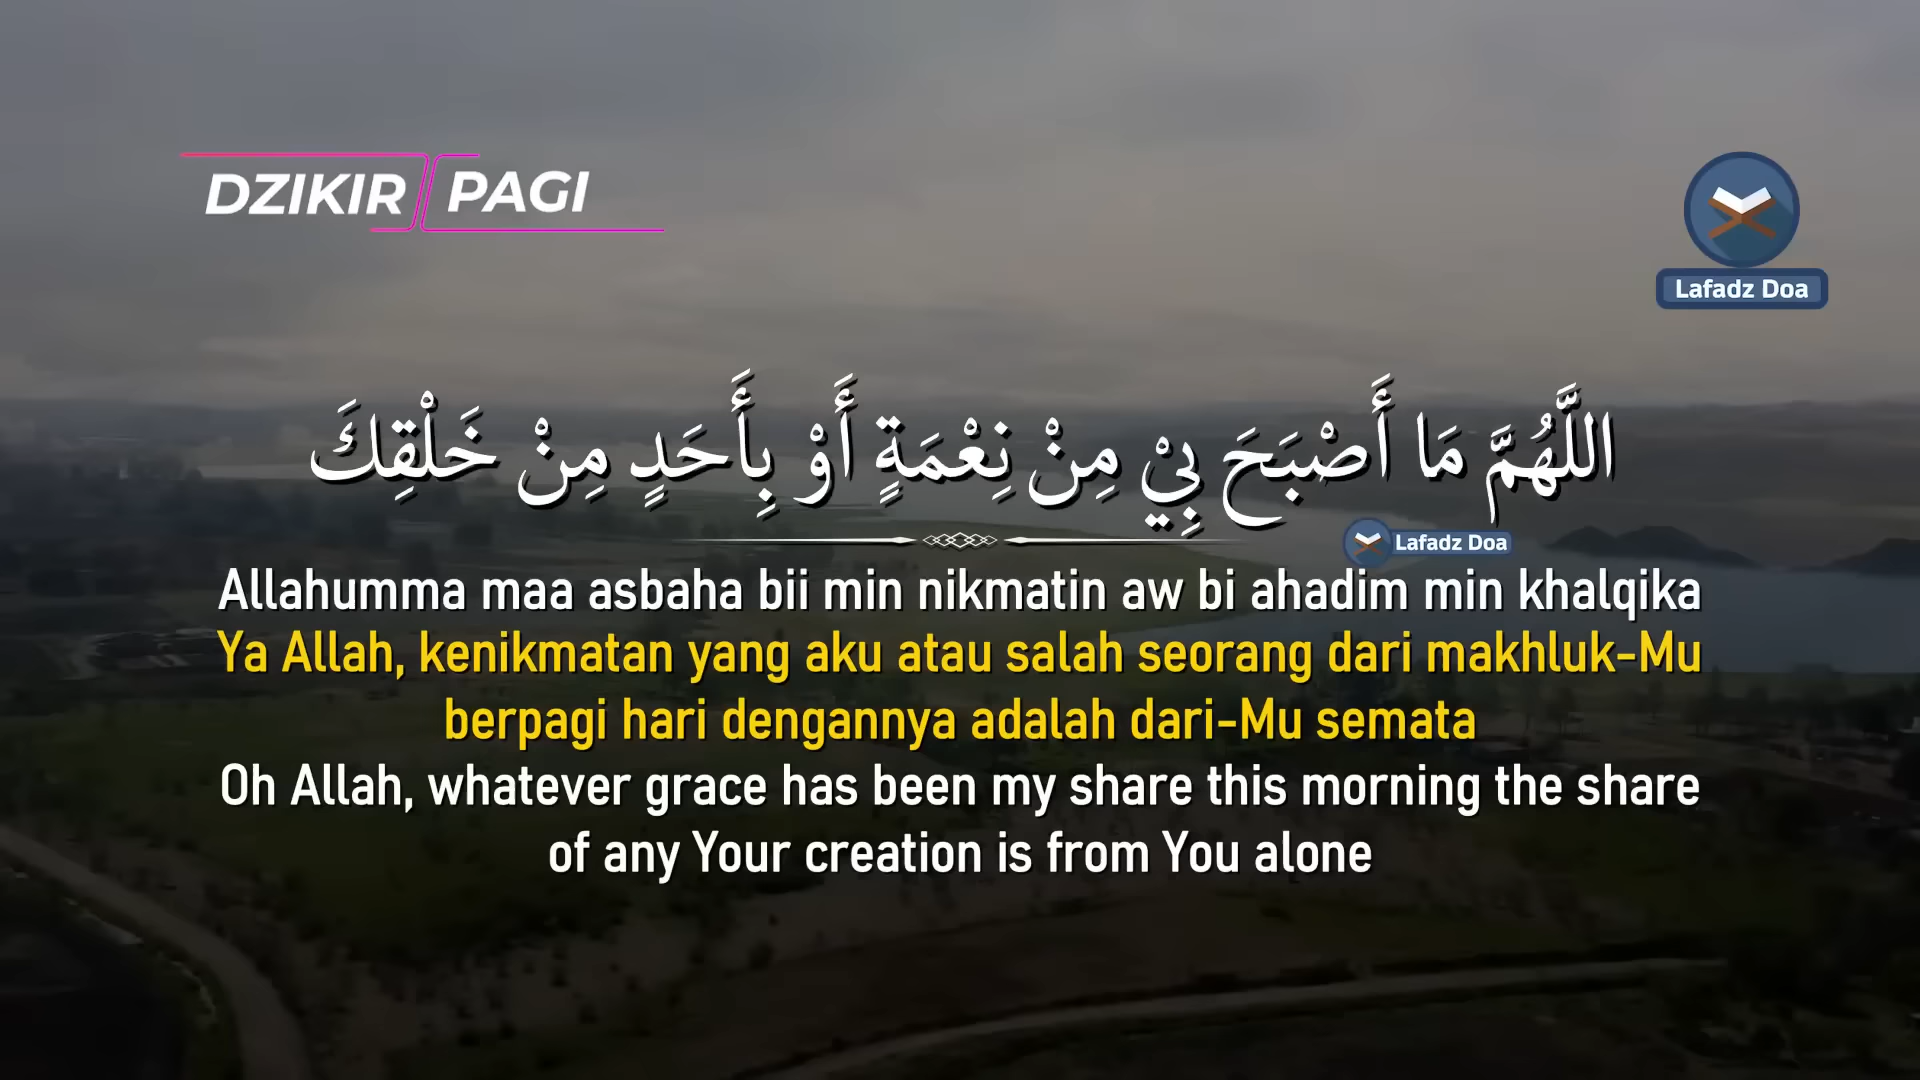 DZIKIR PAGI
Lafadz Doa
اللَّهُمَّ مَا أَصْبَحَ بِيْ مِنْ نِعْمَةٍ أَوْ بِأَحَدٍ مِنْ خَلْقِكَ
Lafadz Doa
Allahumma maa asbaha bii min nikmatin aw bi ahadim min khalqika
Ya Allah, kenikmatan yang aku atau salah seorang dari makhluk-Mu
berpagi hari dengannya adalah dari-Mu semata
Oh Allah, whatever grace has been my share this morning the share
of any Your creation is from You alone